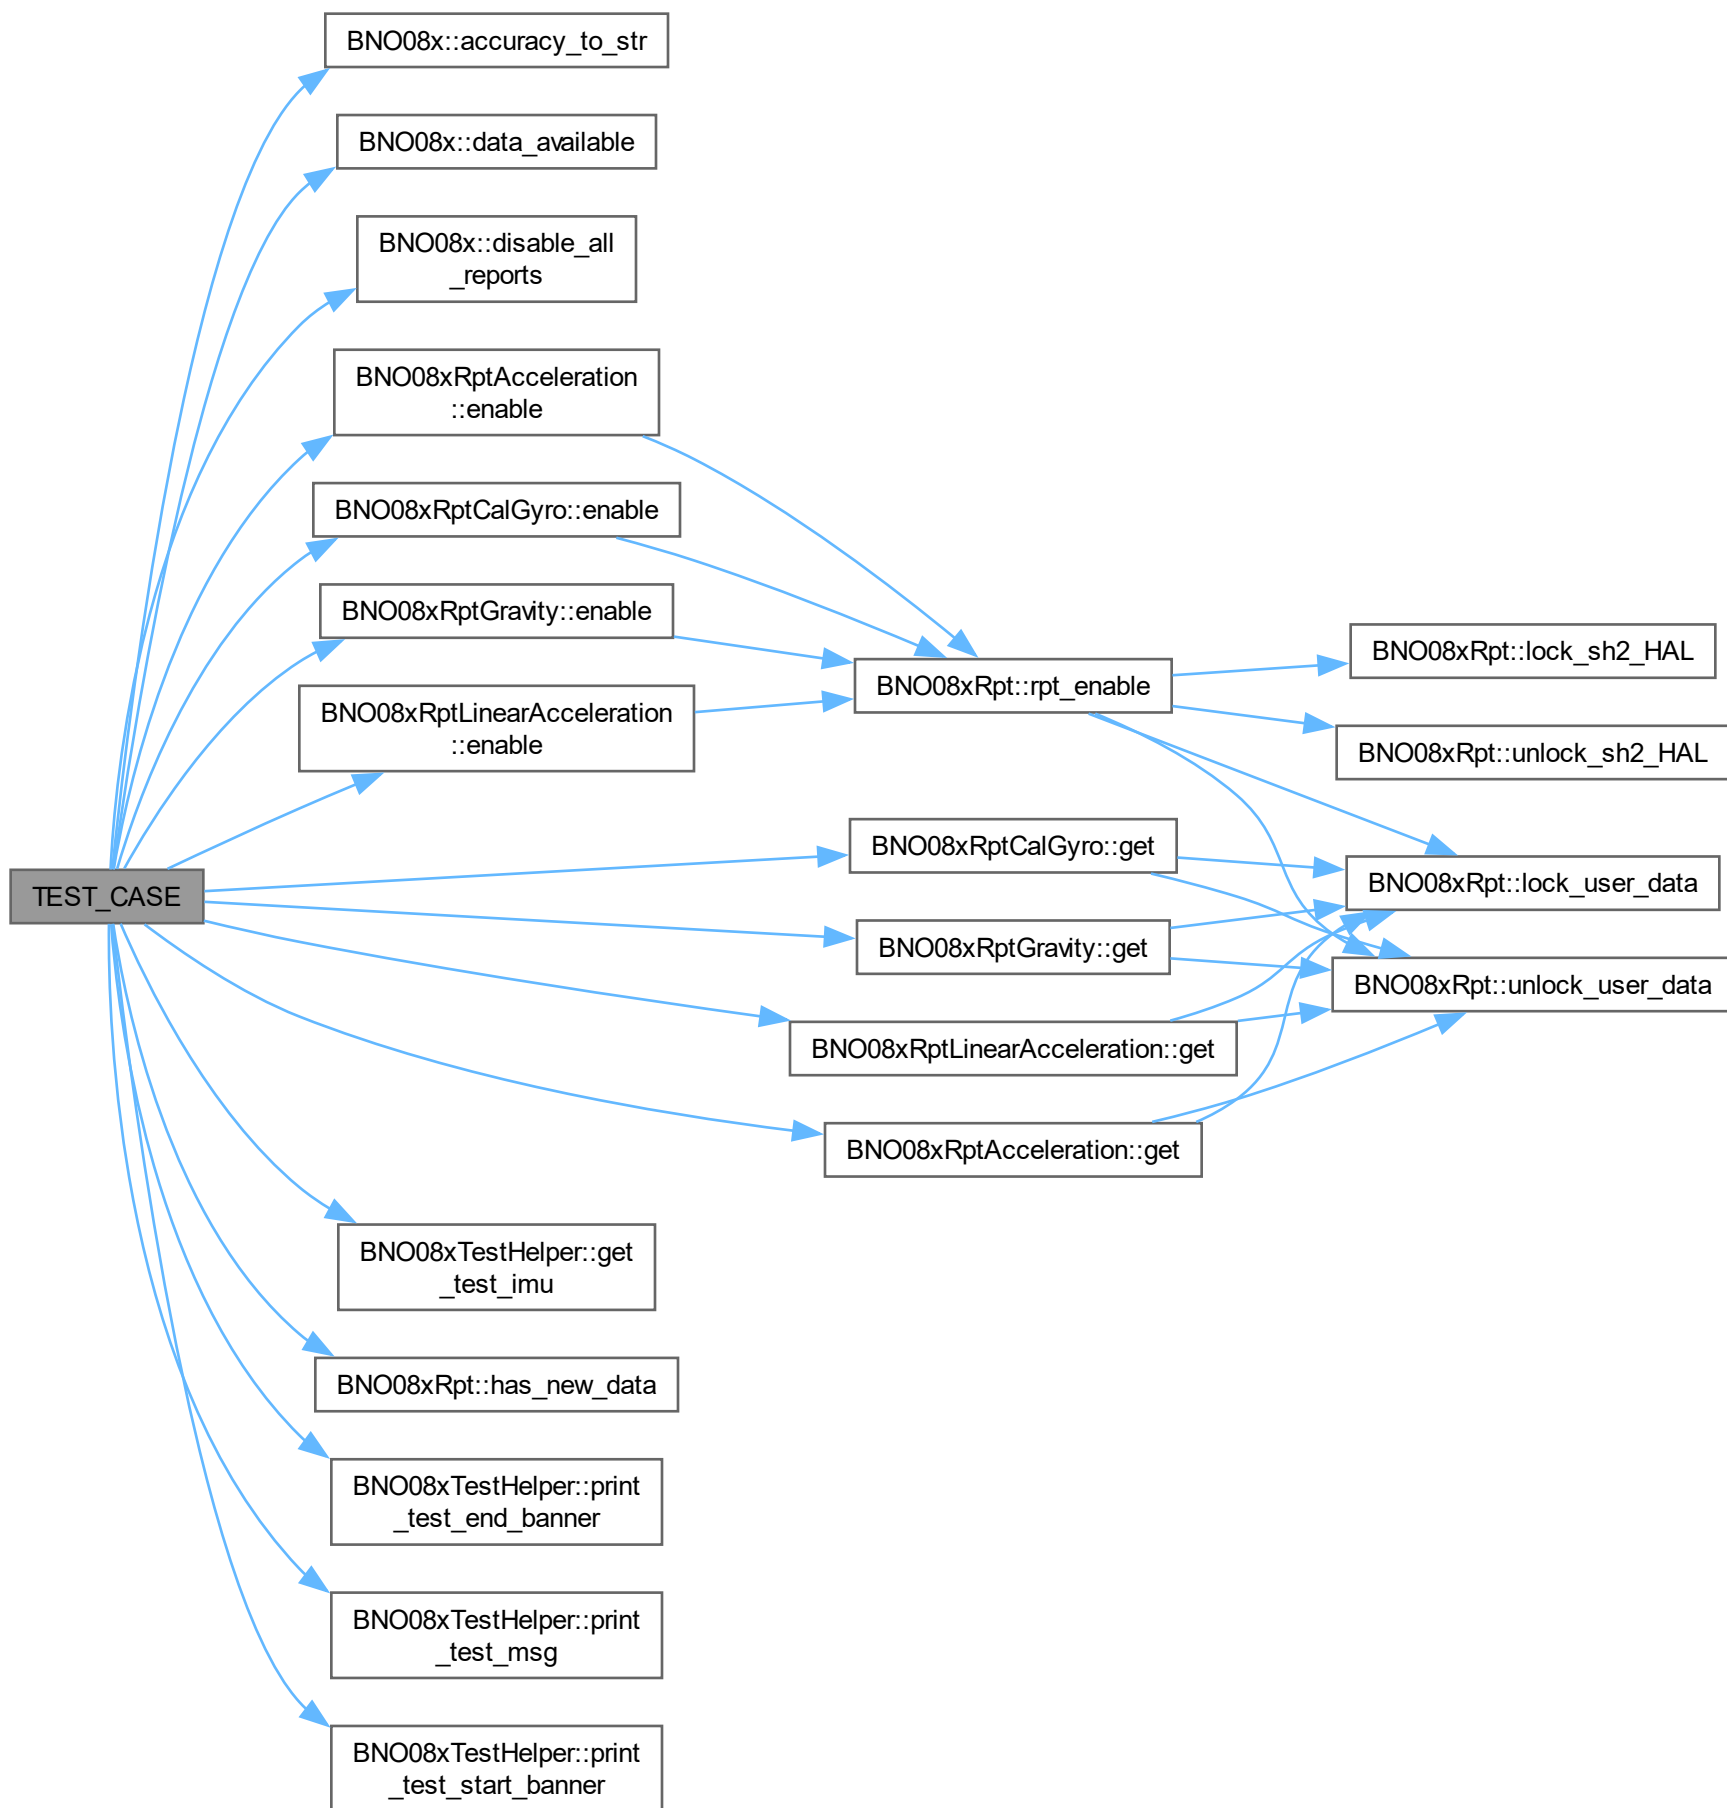 BNO08x::accuracy_to_str
BNO08x::data_available
BNO08x::disable_all
_reports
BNO08xRptAcceleration
::enable
BNO08xRptCalGyro::enable
BNO08xRptGravity::enable
BNO08xRptLinearAcceleration
::enable
BNO08xRpt::rpt_enable
BNO08xRpt::lock_sh2_HAL
BNO08xRpt::unlock_sh2_HAL
TEST_CASE
BNO08xRptCalGyro::get
BNO08xRptGravity::get
BNO08xRptLinearAcceleration::get
BNO08xRptAcceleration::get
BNO08xRpt::lock_user_data
BNO08xRpt::unlock_user_data
BNO08xTestHelper::get
_test_imu
BNO08xRpt::has_new_data
BNO08xTestHelper::print
_test_end_banner
BNO08xTestHelper::print
_test_msg
BNO08xTestHelper::print
_test_start_banner